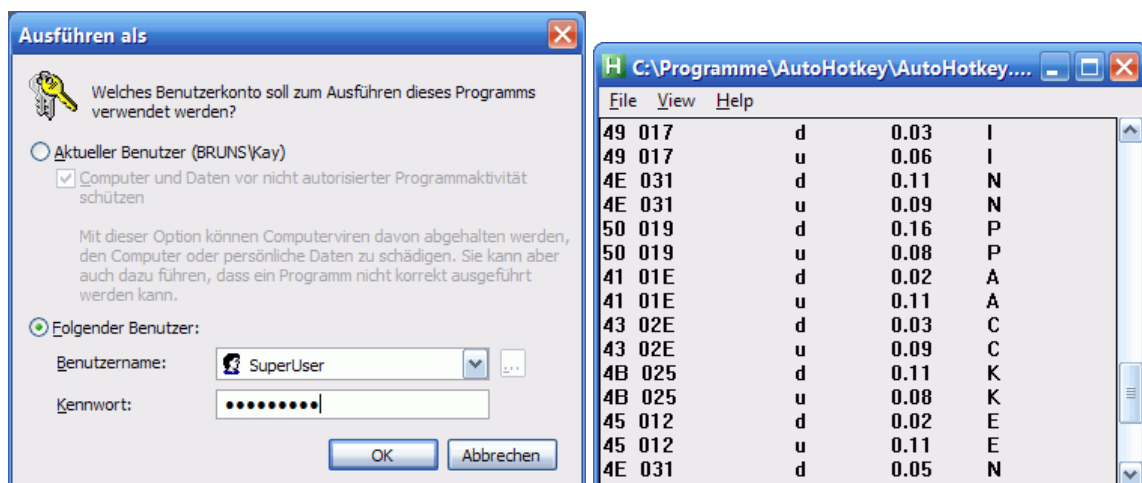 Ausführen als
Welches Benutzerkonto soll zum Ausführen dieses Programms
verwendet werden?
Aktueller Benutzer (BRUNS\Kay)
Computer und Daten vor nicht autorisierter Programmaktivität
schützen
Mit dieser Option können Computerviren davon abgehalten werden,
den Computer oder persönliche Daten zu schädigen. Sie kann aber
auch dazu führen, dass ein Programm nicht korrekt ausgeführt
werden kann.
Folgender Benutzer:
Benutzername: SuperUser ...
Kennwort: •••••••••
OK Abbrechen
C:\Programme\AutoHotkey\AutoHotkey....
File View Help
49 017 d 0.03 I
49 017 u 0.06 I
4E 031 d 0.11 N
4E 031 u 0.09 N
50 019 d 0.16 P
50 019 u 0.08 P
41 01E d 0.02 A
41 01E u 0.11 A
43 02E d 0.03 C
43 02E u 0.09 C
4B 025 d 0.11 K
4B 025 u 0.08 K
45 012 d 0.02 E
45 012 u 0.11 E
4E 031 d 0.05 N